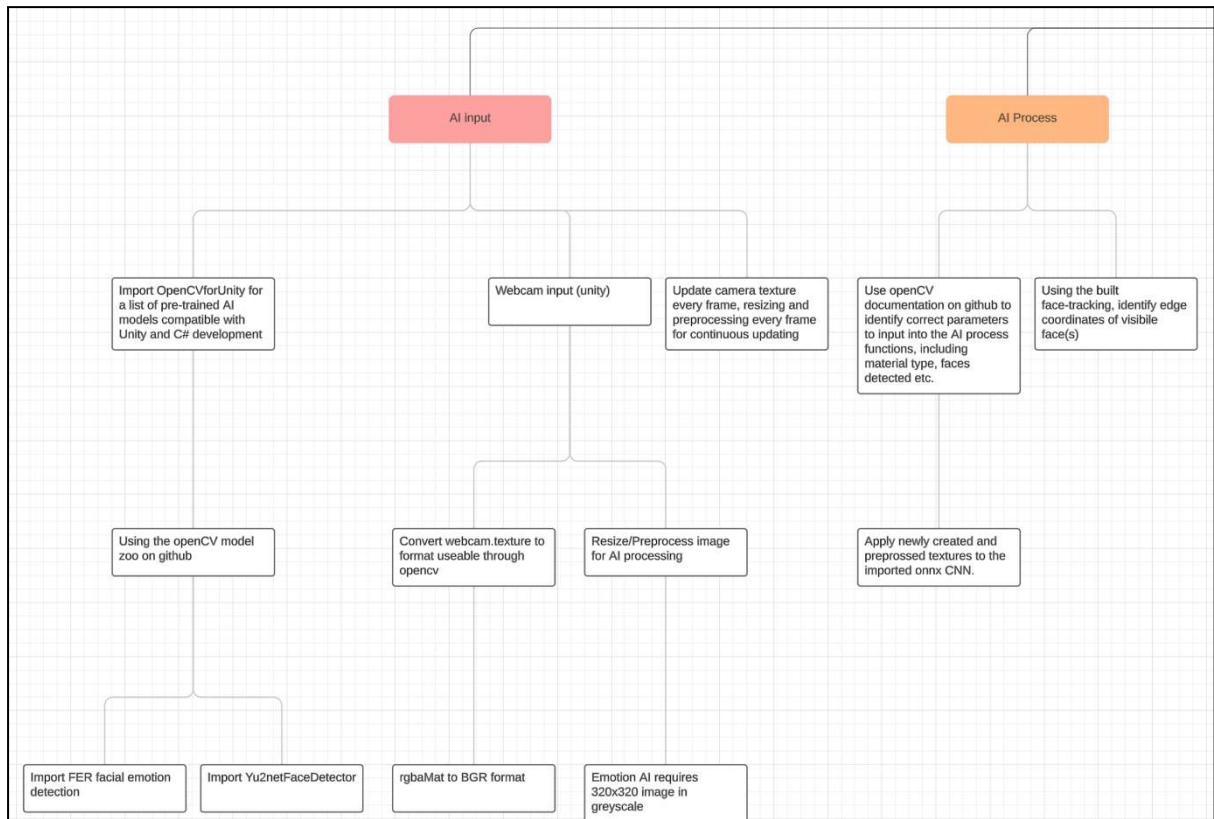 AI input
AI Process
Import OpenCVforUnity for
a list of pre-trained AI
models compatible with
Unity and C# development
Webcam input (unity)
Update camera texture
every frame, resizing and
preprocessing every frame
for continuous updating
Use openCV
documentation on github to
identify correct parameters
to input into the AI process
functions, including
material type, faces
detected etc.
Using the built
face-tracking, identify edge
coordinates of visibile
face(s)
Using the openCV model
zoo on github
Convert webcam.texture to
format useable through
opencv
Resize/Preprocess image
for AI processing
Apply newly created and
preprossed textures to the
imported onnx CNN.
Import FER facial emotion
detection
Import Yu2netFaceDetector
rgbaMat to BGR format
Emotion AI requires
320x320 image in
greyscale